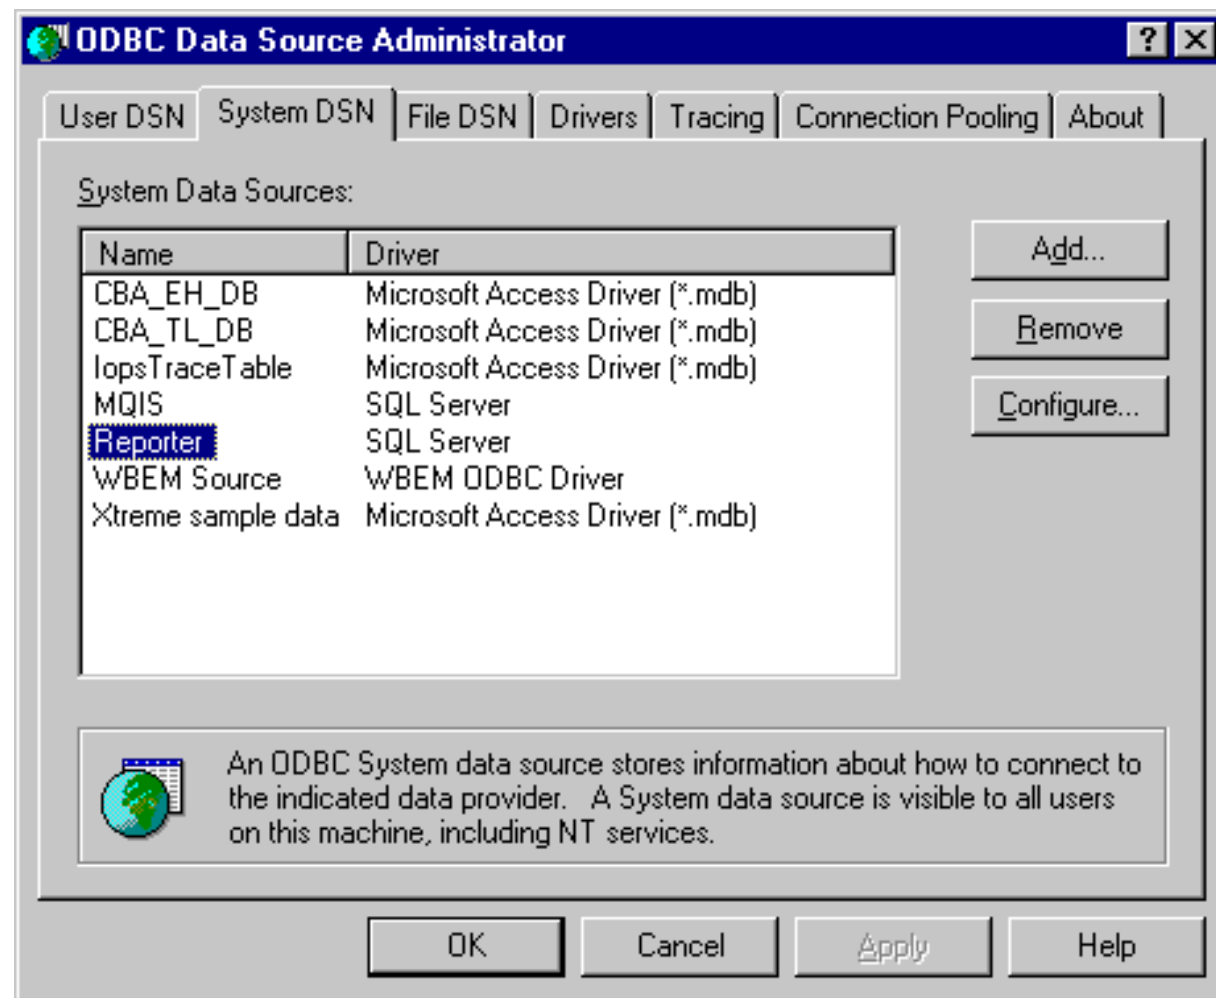 ODBC Data Source Administrator
User DSN System DSN File DSN Drivers Tracing Connection Pooling About
System Data Sources:
Name Driver
CBA_EH_DB Microsoft Access Driver (*.mdb)
CBA_TL_DB Microsoft Access Driver (*.mdb)
IopsTraceTable Microsoft Access Driver (*.mdb)
MQIS SQL Server
Reporter SQL Server
WBEM Source WBEM ODBC Driver
Xtreme sample data Microsoft Access Driver (*.mdb)
Add...
Remove
Configure...
An ODBC System data source stores information about how to connect to
the indicated data provider. A System data source is visible to all users
on this machine, including NT services.
OK Cancel Apply Help